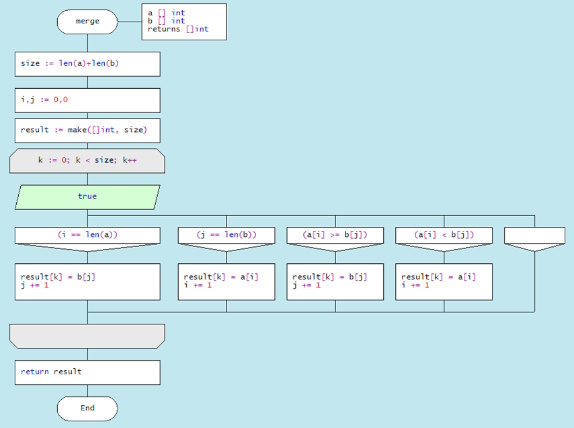 merge
a [] int
b [] int
returns []int
size := len(a)+len(b)
i,j := 0,0
result := make([]int, size)
k := 0; k < size; k++
true
(i == len(a))
(j == len(b))
(a[i] >= b[j])
(a[i] < b[j])
result[k] = b[j]
j += 1
result[k] = a[i]
i += 1
result[k] = b[j]
j += 1
result[k] = a[i]
i += 1
return result
End